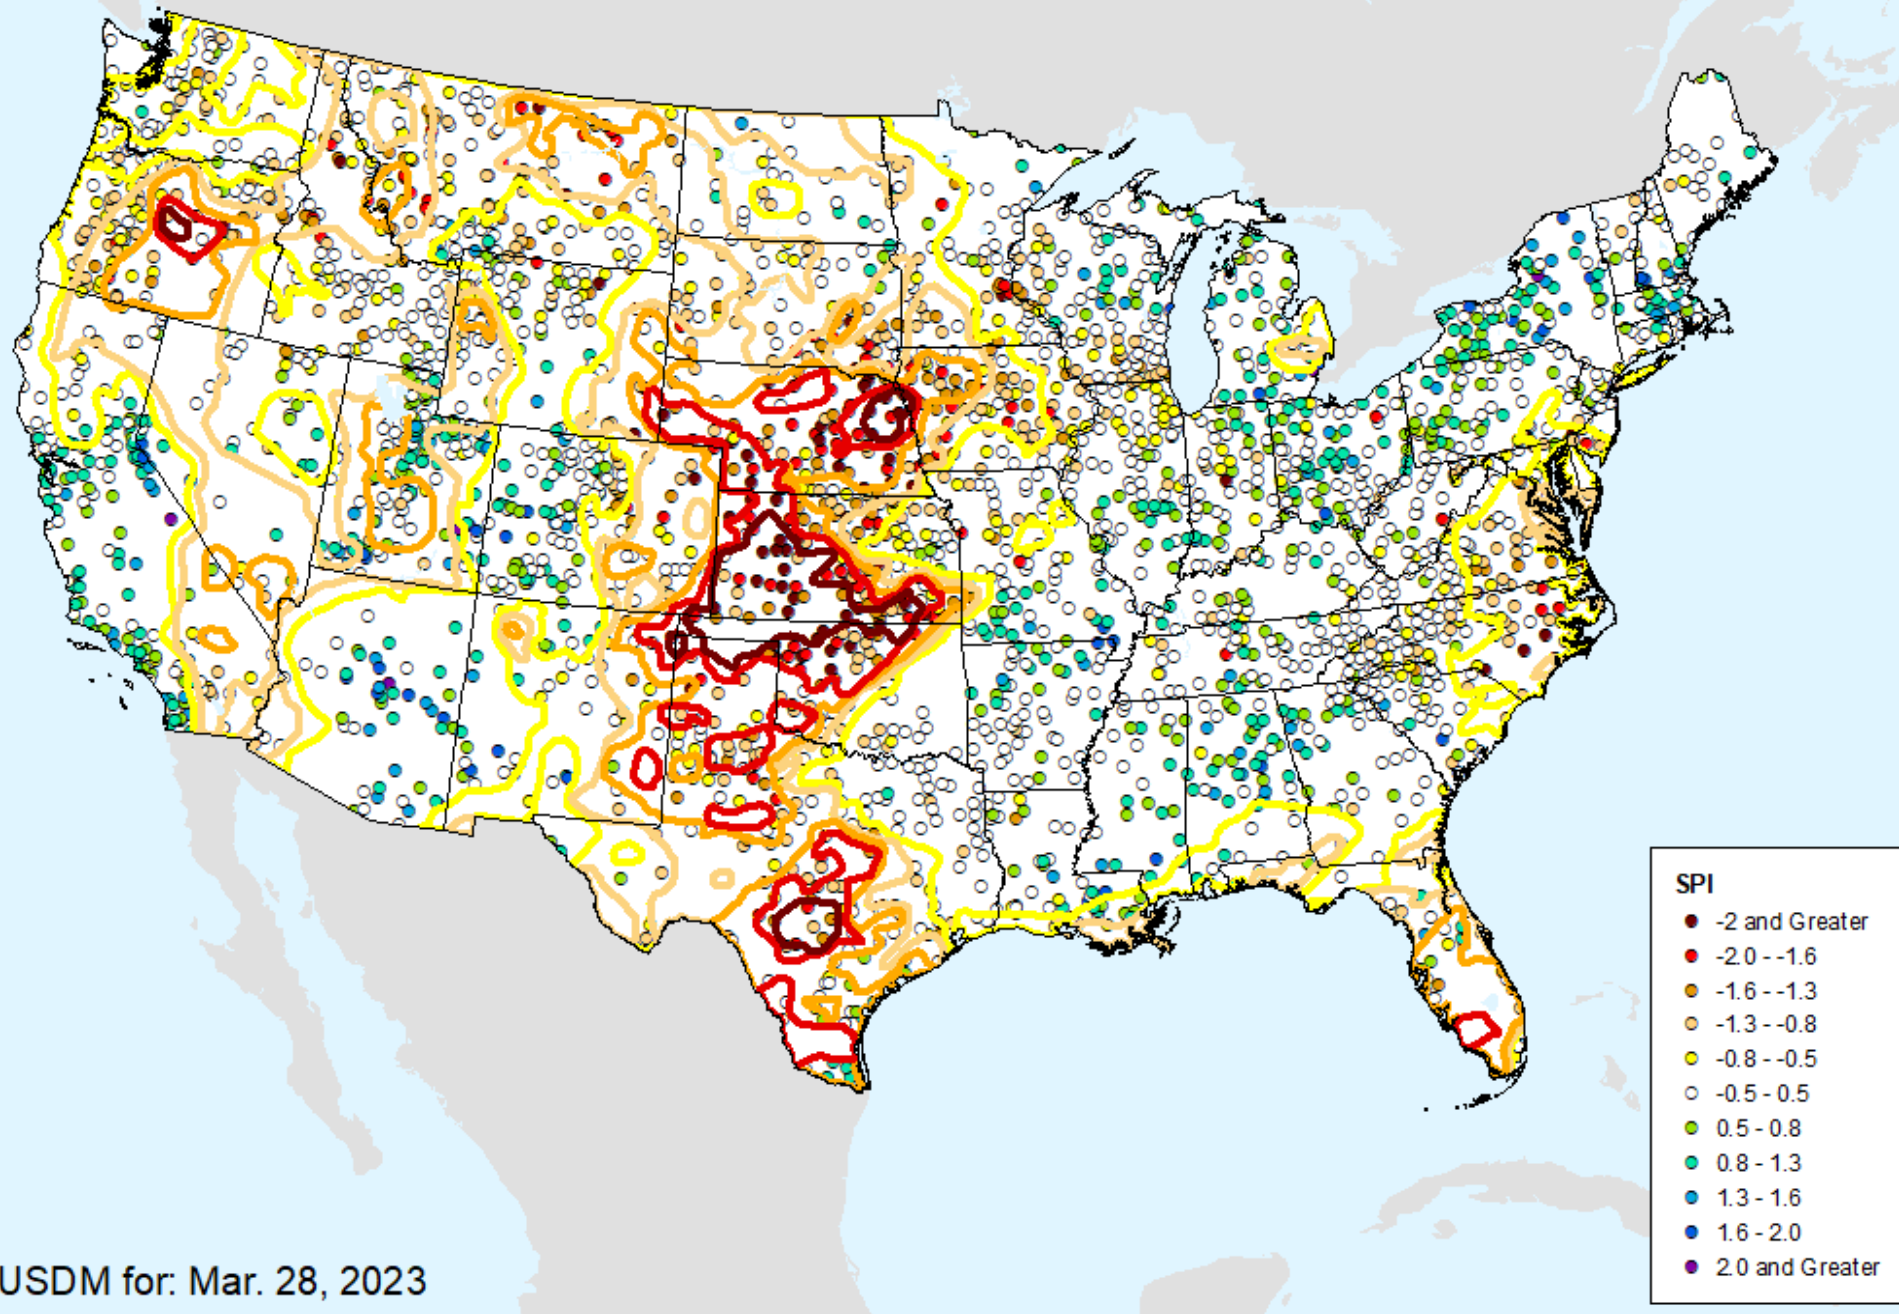 SPI
-2 and Greater
-2.0 - -1.6
-1.6 - -1.3
-1.3 - -0.8
-0.8 - -0.5
-0.5 - 0.5
0.5 - 0.8
0.8 - 1.3
1.3 - 1.6
1.6 - 2.0
2.0 and Greater
USDM for: Mar. 28, 2023